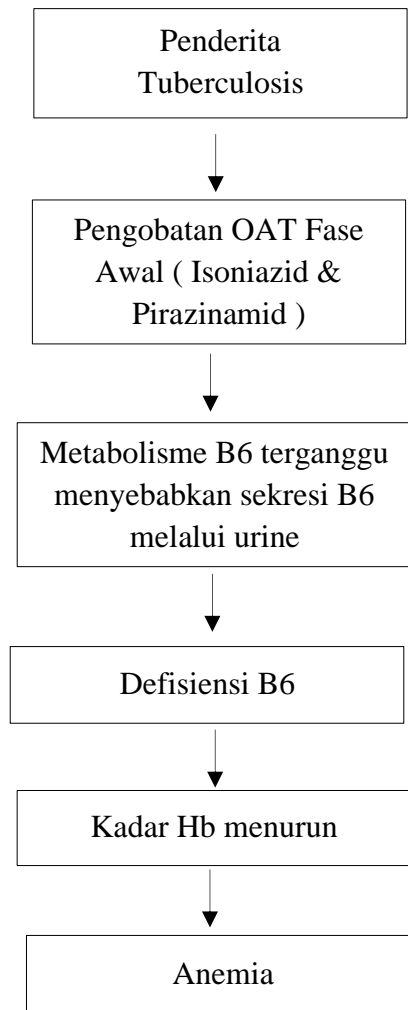 Penderita
Tuberculosis
Pengobatan OAT Fase
Awal ( Isoniazid &
Pirazinamid )
Metabolisme B6 terganggu
menyebabkan sekresi B6
melalui urine
Defisiensi B6
Kadar Hb menurun
Anemia